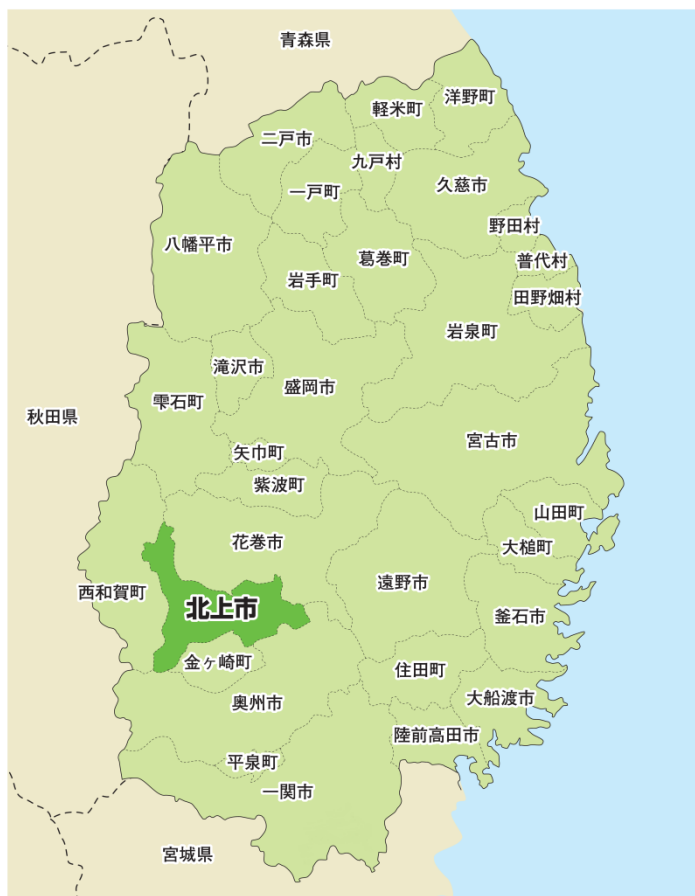 青森県
洋野町
軽米町
二戸市
九戸村
久慈市
一戸町
野田村
八幡平市
葛巻町
普代村
岩手町
田野畑村
岩泉町
滝沢市
盛岡市
雫石町
秋田県
宮古市
矢巾町
紫波町
山田町
花巻市
大槌町
遠野市
西和賀町
北上市
釜石市
金ヶ崎町
住田町
大船渡市
奥州市
陸前高田市
平泉町
一関市
宮城県